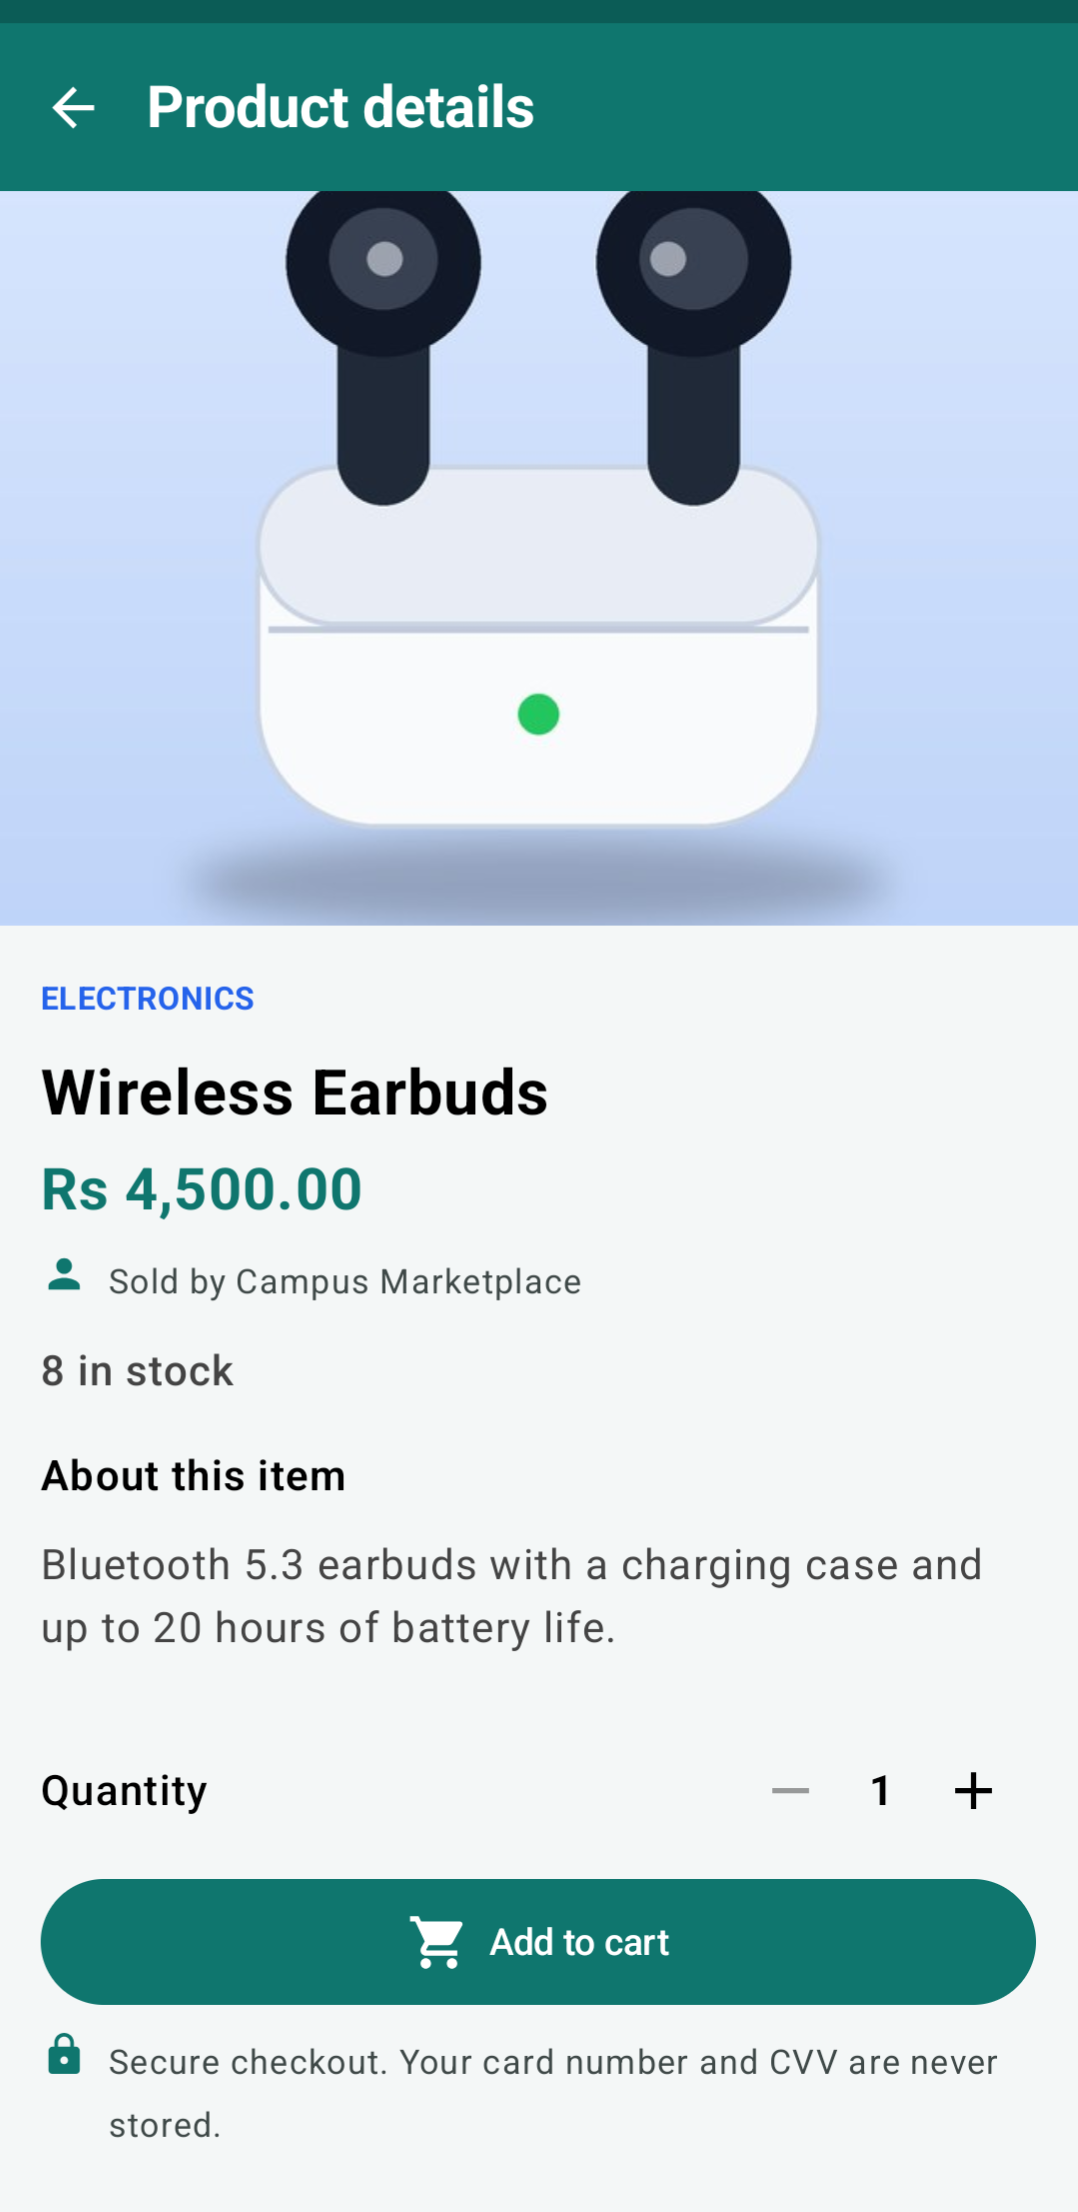 Product details
ELECTRONICS
Wireless Earbuds
Rs 4,500.00
Sold by Campus Marketplace
8 in stock
About this item
Bluetooth 5.3 earbuds with a charging case and
up to 20 hours of battery life.
Quantity
1
Add to cart
Secure checkout. Your card number and CVV are never
stored.